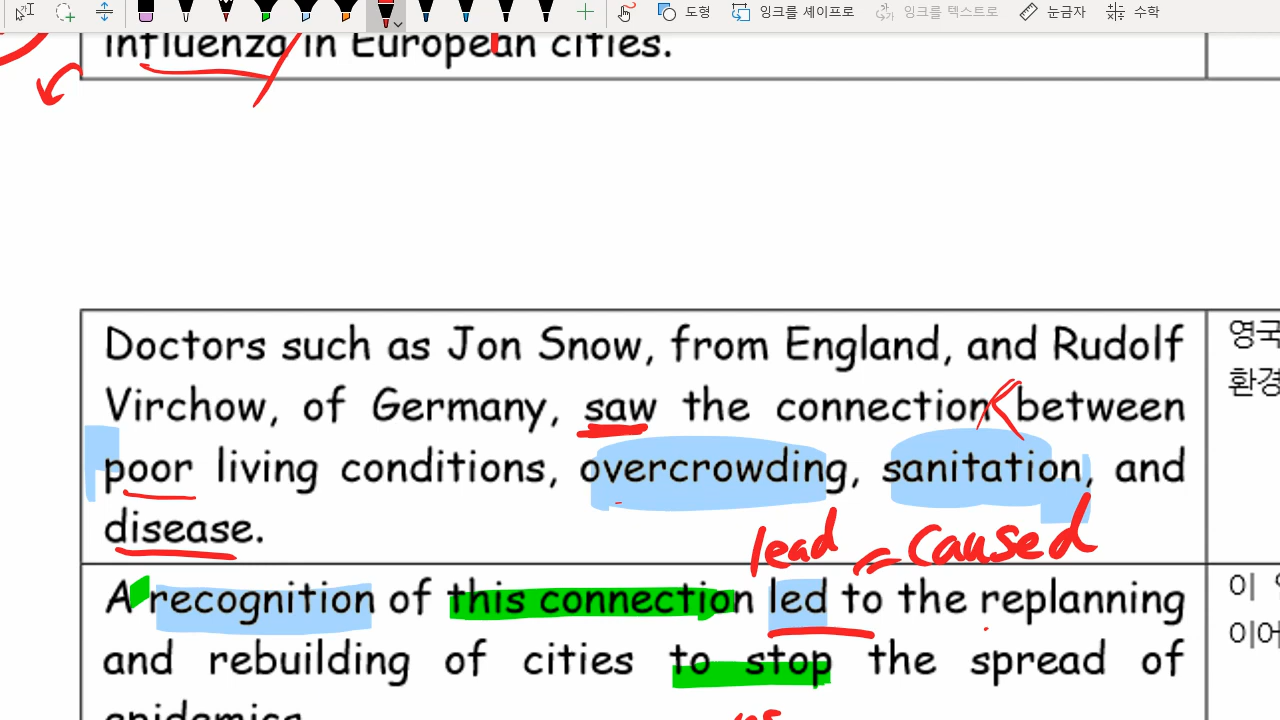 도형 잉크를 셰이프로 잉크를 텍스트로 눈금자 수학
influenza in European cities.
Doctors such as Jon Snow, from England, and Rudolf
Virchow, of Germany, saw the connection between
poor living conditions, overcrowding, sanitation, and
disease.
영국
환경
lead = caused
A recognition of this connection led to the replanning
and rebuilding of cities to stop the spread of
epidemics.
이
이어